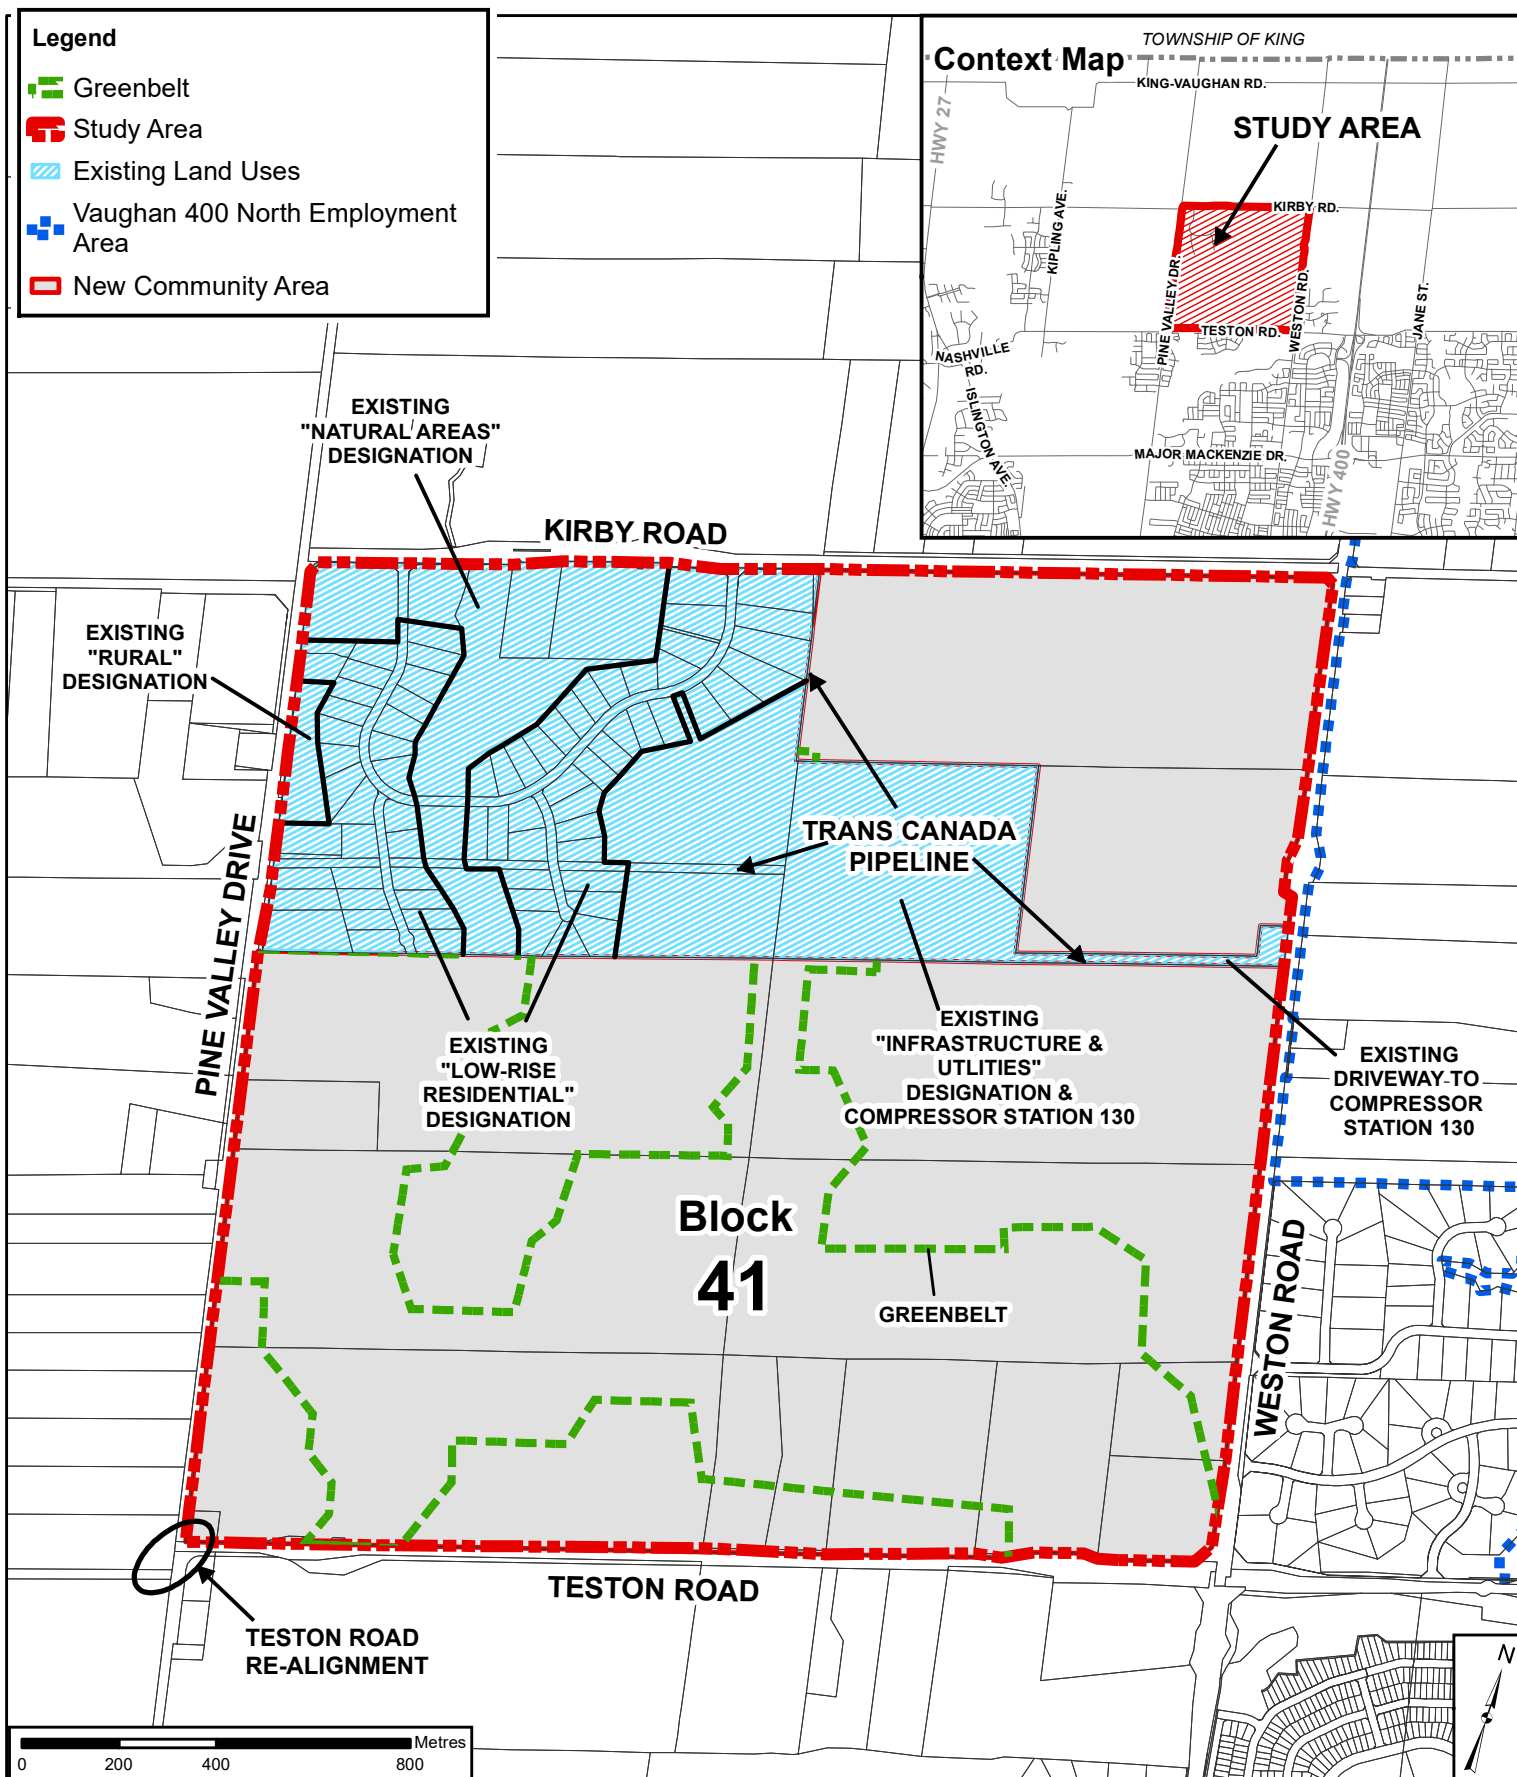 Legend
Greenbelt
Study Area
Existing Land Uses
Vaughan 400 North Employment
Area
New Community Area
Context Map
TOWNSHIP OF KING
KING-VAUGHAN RD.
HWY 27
STUDY AREA
KIPLING AVE.
KIRBY RD.
PINE VALLEY DR.
WESTON RD.
JANE ST.
TESTON RD.
NASHVILLE
RD.
ISLINGTON AVE.
MAJOR MACKENZIE DR.
HWY 400
EXISTING
"NATURAL AREAS"
DESIGNATION
KIRBY ROAD
EXISTING
"RURAL"
DESIGNATION
TRANS CANADA
PIPELINE
PINE VALLEY DRIVE
EXISTING
"LOW-RISE
RESIDENTIAL"
DESIGNATION
EXISTING
"INFRASTRUCTURE &
UTLITIES"
DESIGNATION &
COMPRESSOR STATION 130
EXISTING
DRIVEWAY TO
COMPRESSOR
STATION 130
Block
41
GREENBELT
WESTON ROAD
TESTON ROAD
TESTON ROAD
RE-ALIGNMENT
N
Metres
0 200 400 800